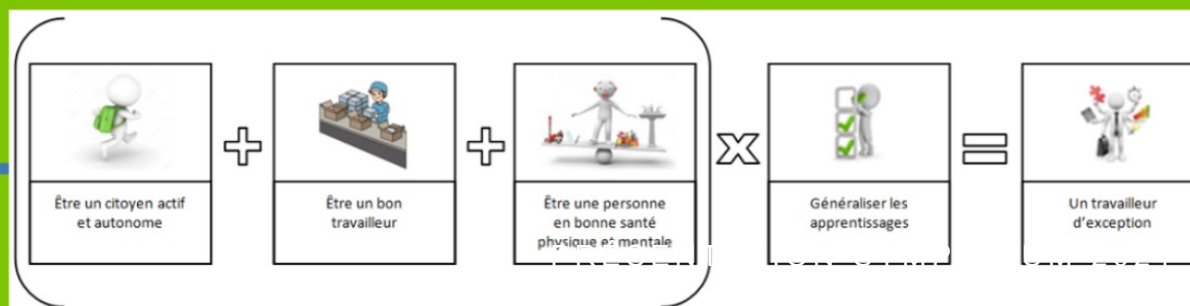 Être un citoyen actif
et autonome
+
Être un bon
travailleur
+
Être une personne
en bonne santé
physique et mentale
x
Généraliser les
apprentissages
=
Un travailleur
d'exception